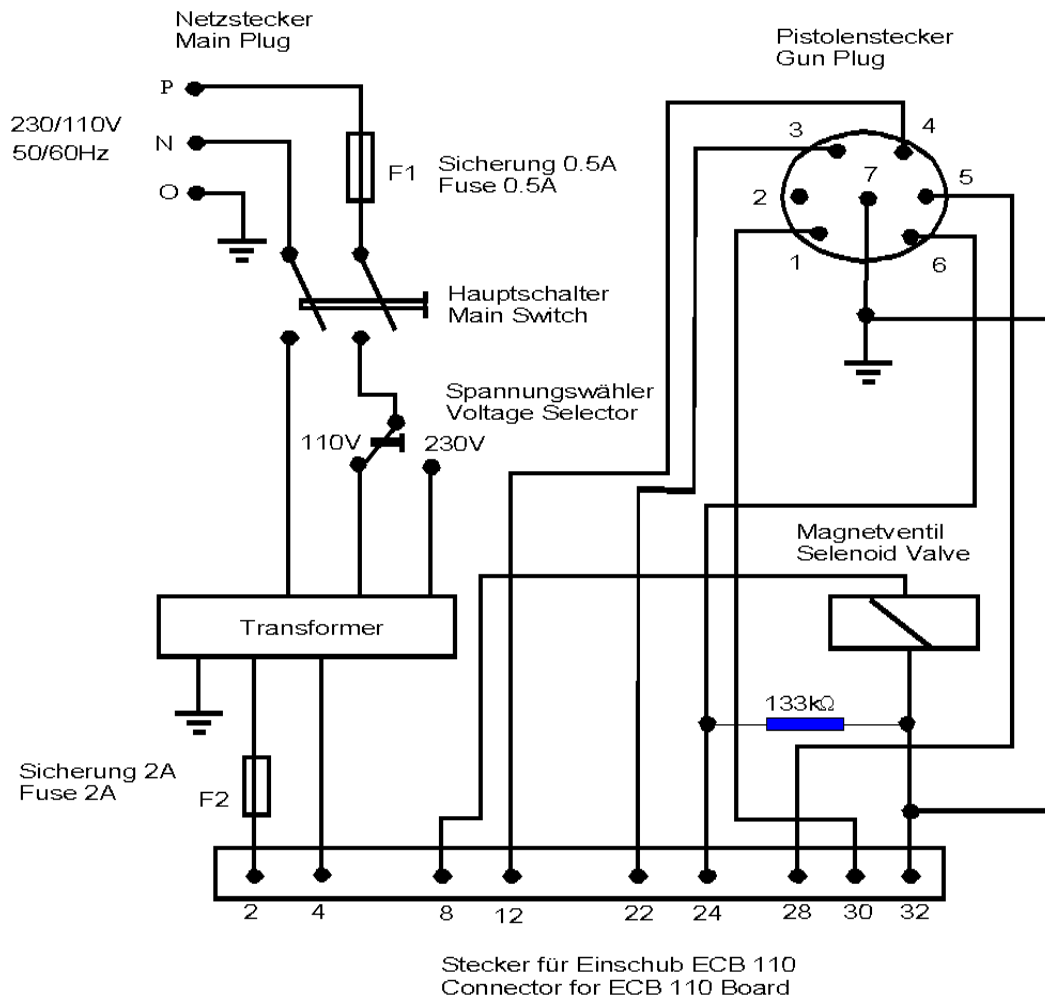 Netzstecker
Main Plug
P
230/110V
50/60Hz
N
O
F1
Sicherung 0.5A
Fuse 0.5A
Pistolenstecker
Gun Plug
3
4
2
7
5
1
6
Hauptschalter
Main Switch
Spannungswähler
Voltage Selector
110V
230V
Magnetventil
Selenoid Valve
Transformer
133kΩ
Sicherung 2A
Fuse 2A
F2
2
4
8
12
22
24
28
30
32
Stecker für Einschub ECB 110
Connector for ECB 110 Board